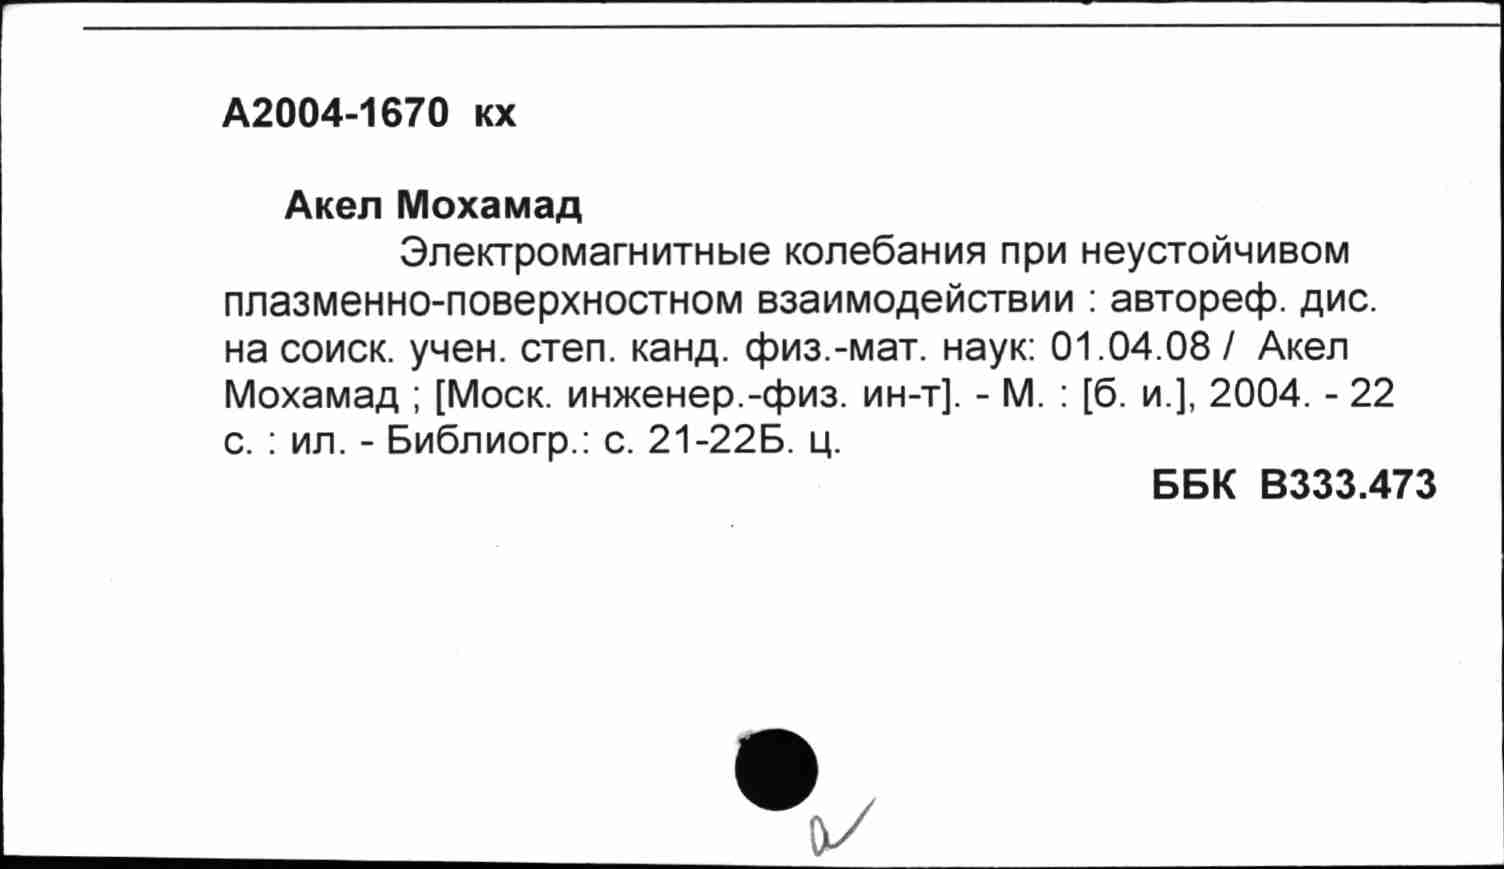 А2004-1670 кх
Акел Мохамад
Электромагнитные колебания при неустойчивом
плазменно-поверхностном взаимодействии : автореф. дис.
на соиск. учен. степ. канд. физ.-мат. наук: 01.04.08 / Акел
Мохамад ; [Моск. инженер.-физ. ин-т]. - М. : [б. и.], 2004. - 22
с. : ил. - Библиогр.: с. 21-22Б. ц.
ББК В333.473
а